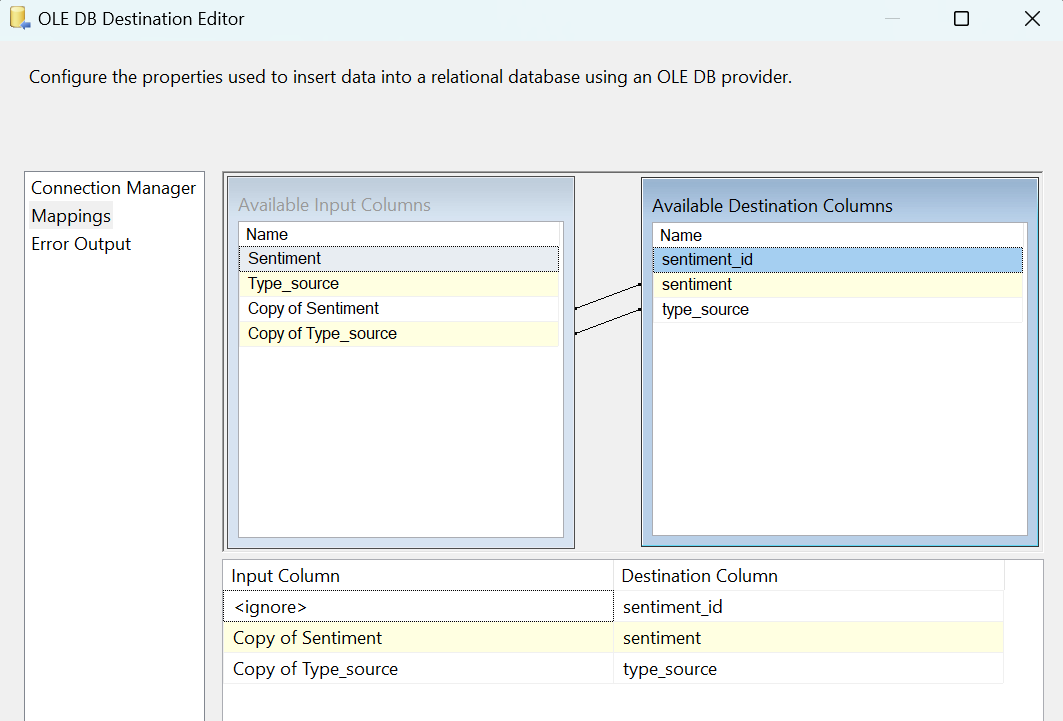 OLE DB Destination Editor
Configure the properties used to insert data into a relational database using an OLE DB provider.
Connection Manager
Mappings
Error Output
Available Input Columns
Name
Sentiment
Type_source
Copy of Sentiment
Copy of Type_source
Available Destination Columns
Name
sentiment_id
sentiment
type_source
Input Column Destination Column
<ignore> sentiment_id
Copy of Sentiment sentiment
Copy of Type_source type_source